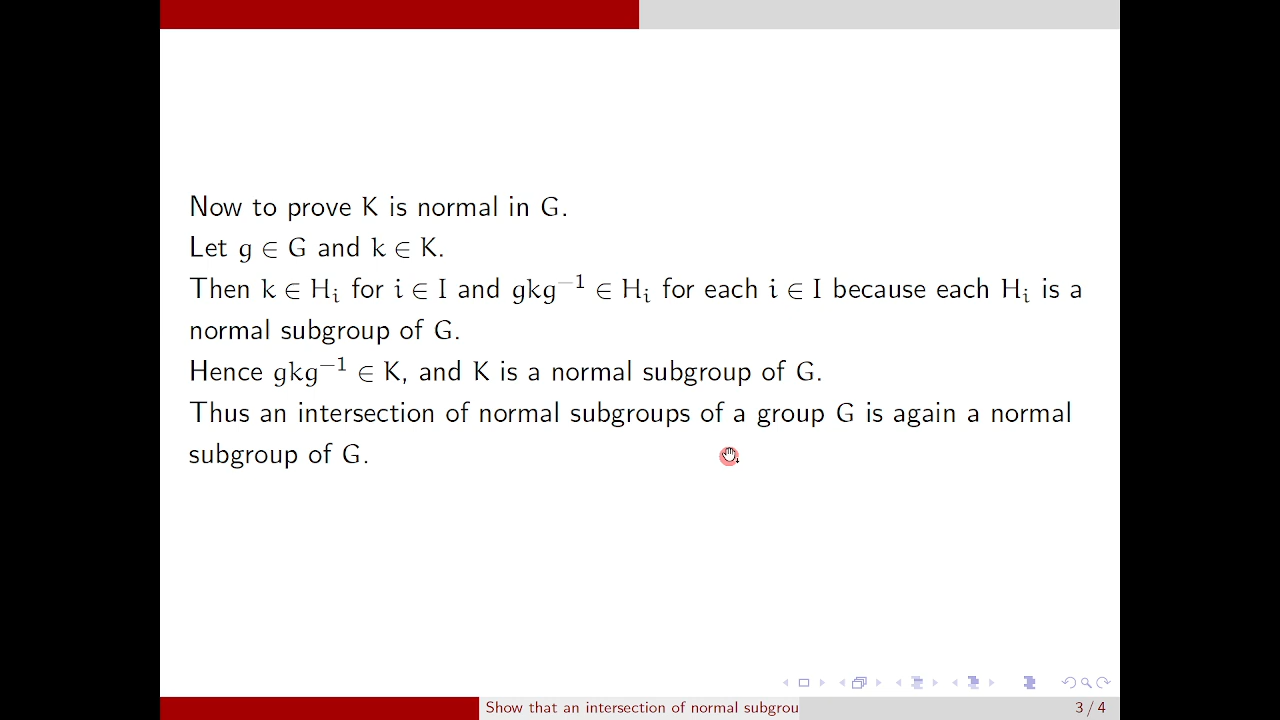 Now to prove K is normal in G.
Let g ∈ G and k ∈ K.
Then k ∈ Hᵢ for i ∈ I and gkg⁻¹ ∈ Hᵢ for each i ∈ I because each Hᵢ is a
normal subgroup of G.
Hence gkg⁻¹ ∈ K, and K is a normal subgroup of G.
Thus an intersection of normal subgroups of a group G is again a normal
subgroup of G.
Show that an intersection of normal subgrou
3 / 4